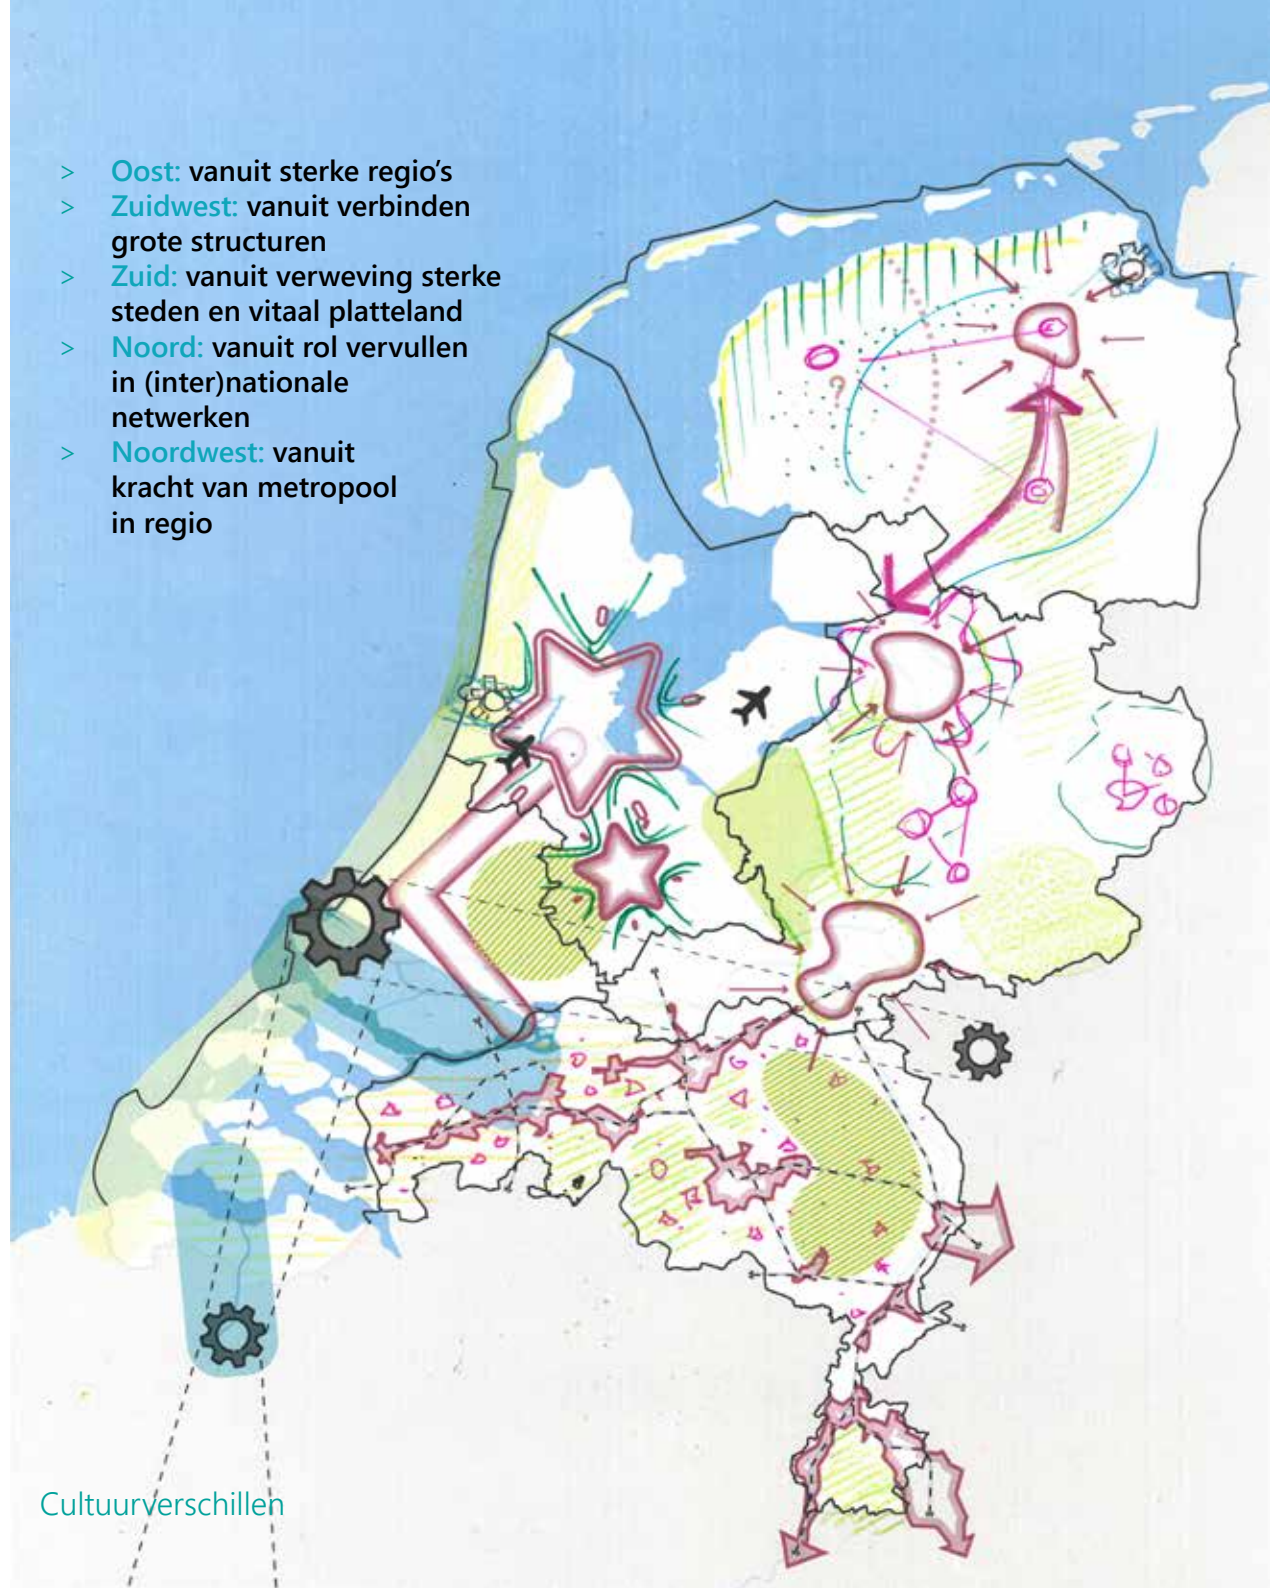 > Oost: vanuit sterke regio’s
> Zuidwest: vanuit verbinden
grote structuren
> Zuid: vanuit verweving sterke
steden en vitaal platteland
> Noord: vanuit rol vervullen
in (inter)nationale
netwerken
> Noordwest: vanuit
kracht van metropool
in regio
?
Cultuurverschillen